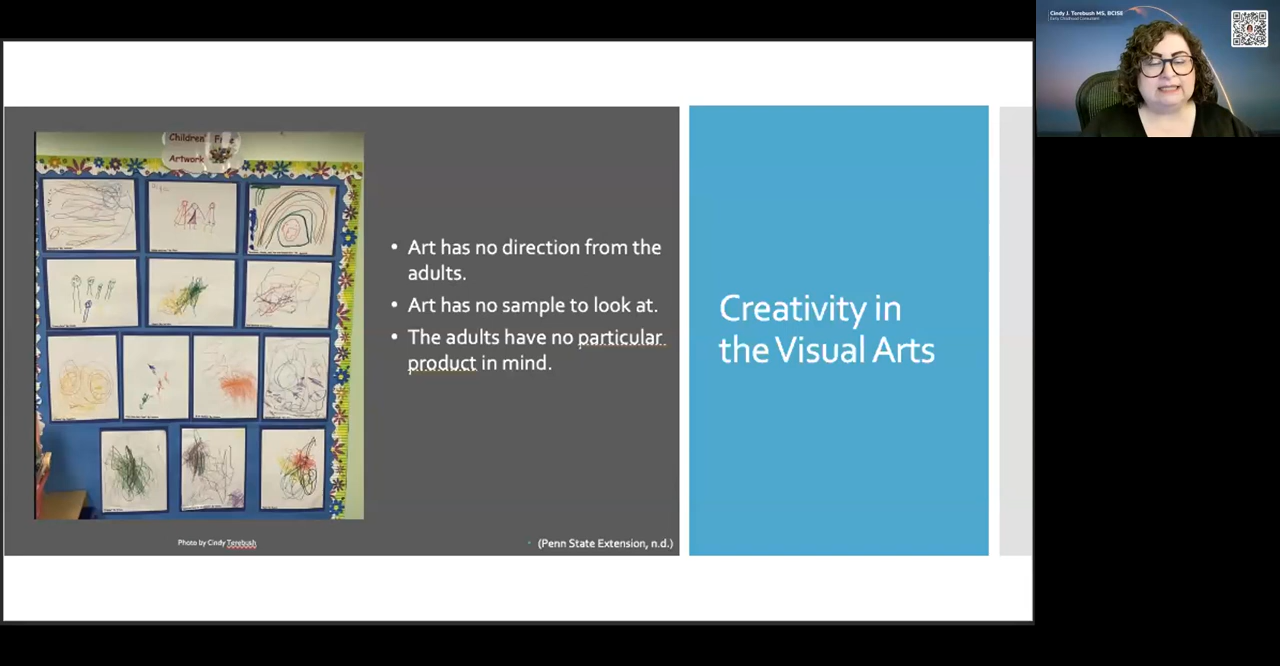 Cindy J. Terebush MS, BCISE
Early Childhood Consultant
Children's Fine
Artwork
• Art has no direction from the
adults.
• Art has no sample to look at.
• The adults have no particular
product in mind.
Photo by Cindy Terebush
• (Penn State Extension, n.d.)
Creativity in
the Visual Arts